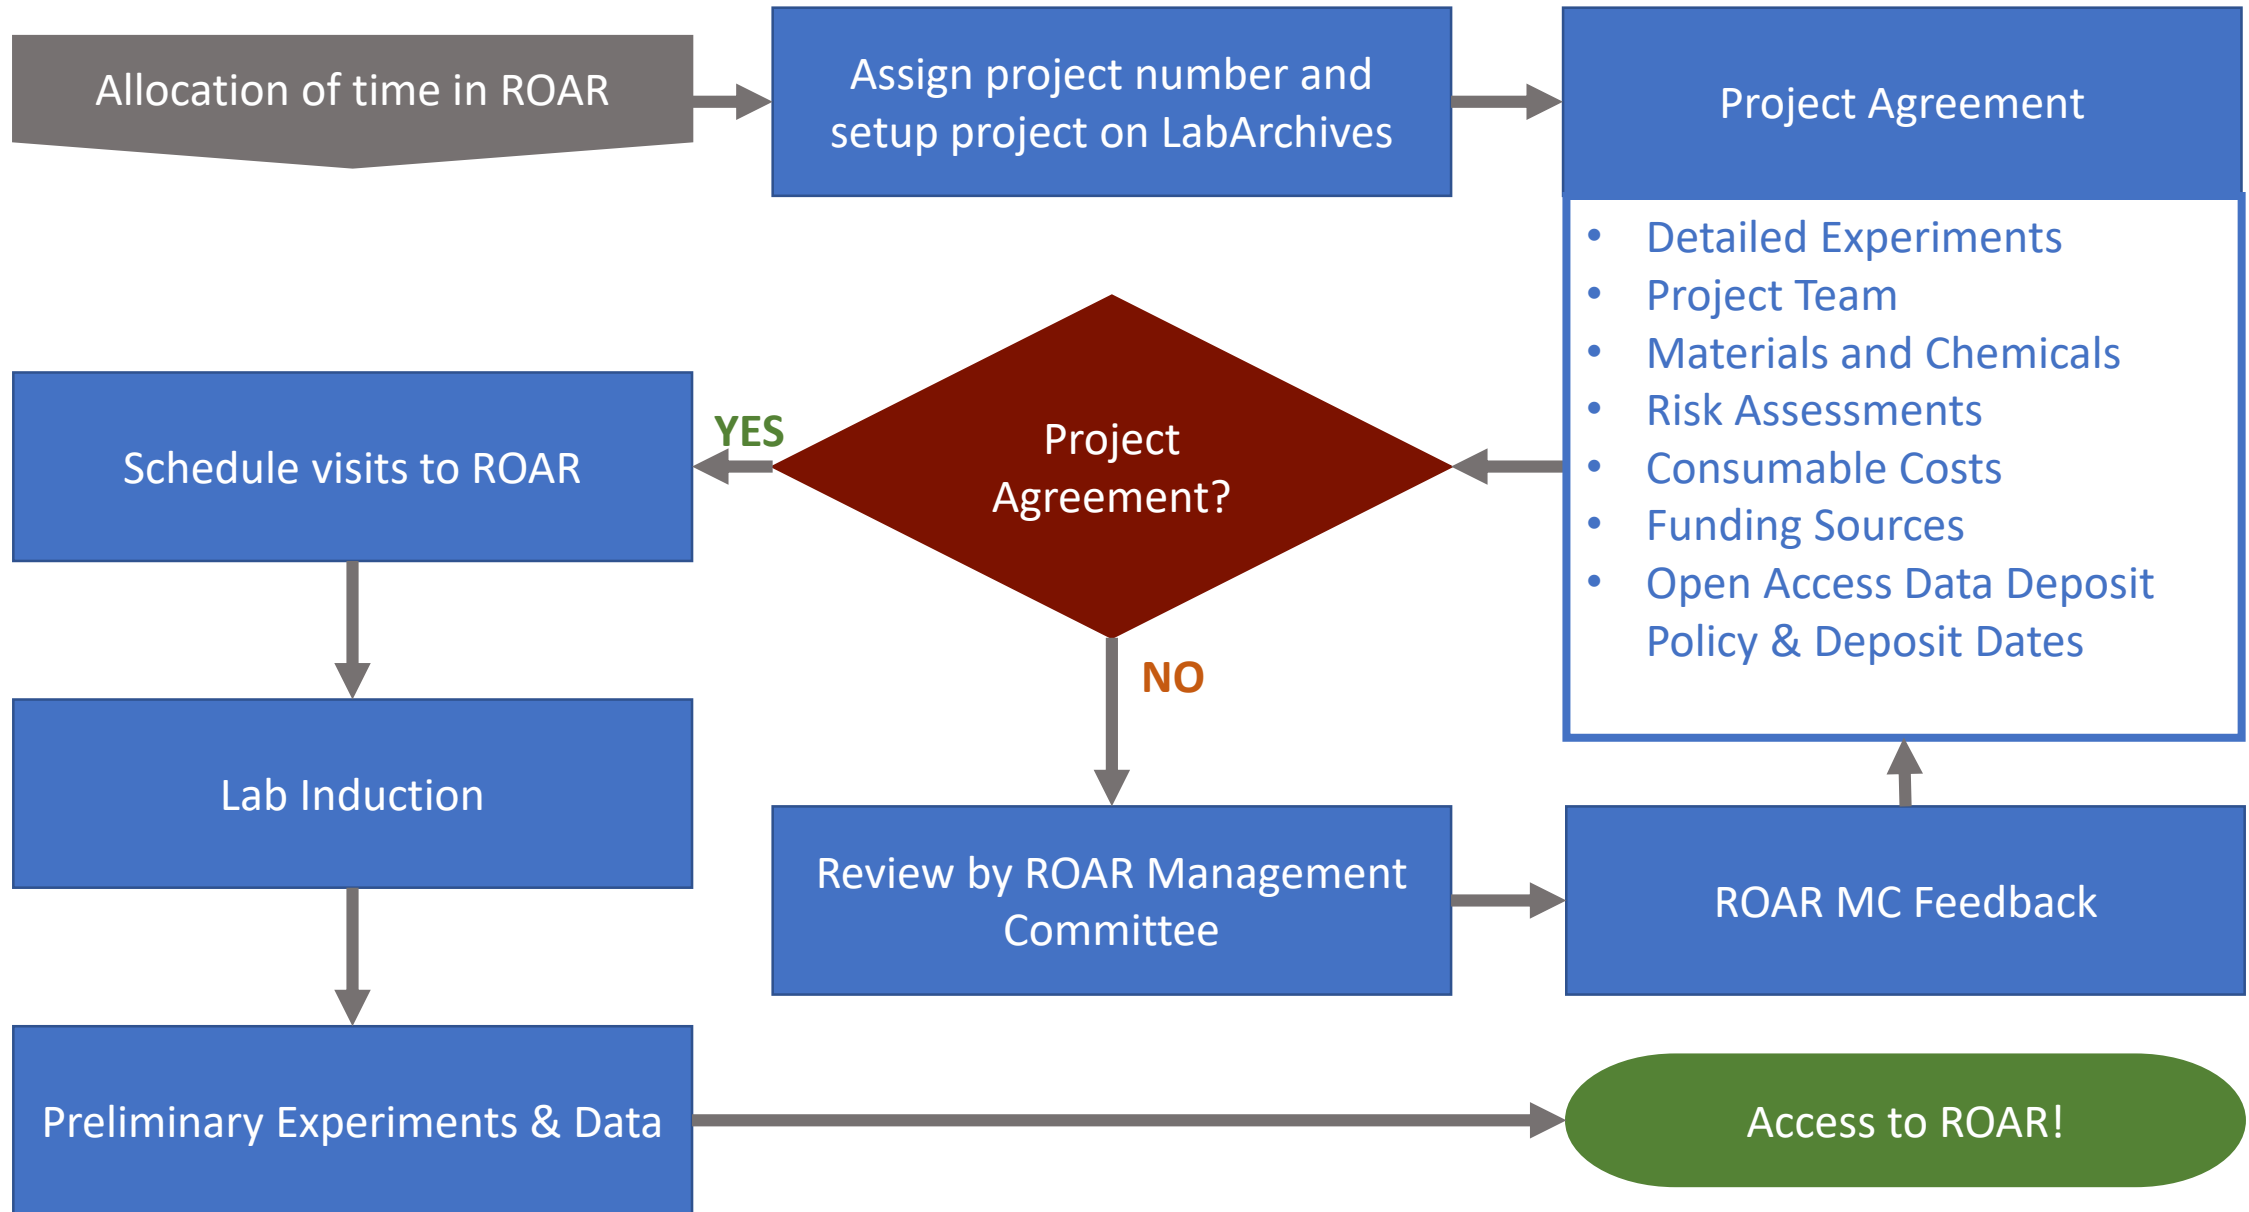 Allocation of time in ROAR
Assign project number and
setup project on LabArchives
Project Agreement
• Detailed Experiments
• Project Team
• Materials and Chemicals
• Risk Assessments
• Consumable Costs
• Funding Sources
• Open Access Data Deposit
Policy & Deposit Dates
Project
Agreement?
YES
NO
Schedule visits to ROAR
Lab Induction
Review by ROAR Management
Committee
ROAR MC Feedback
Preliminary Experiments & Data
Access to ROAR!